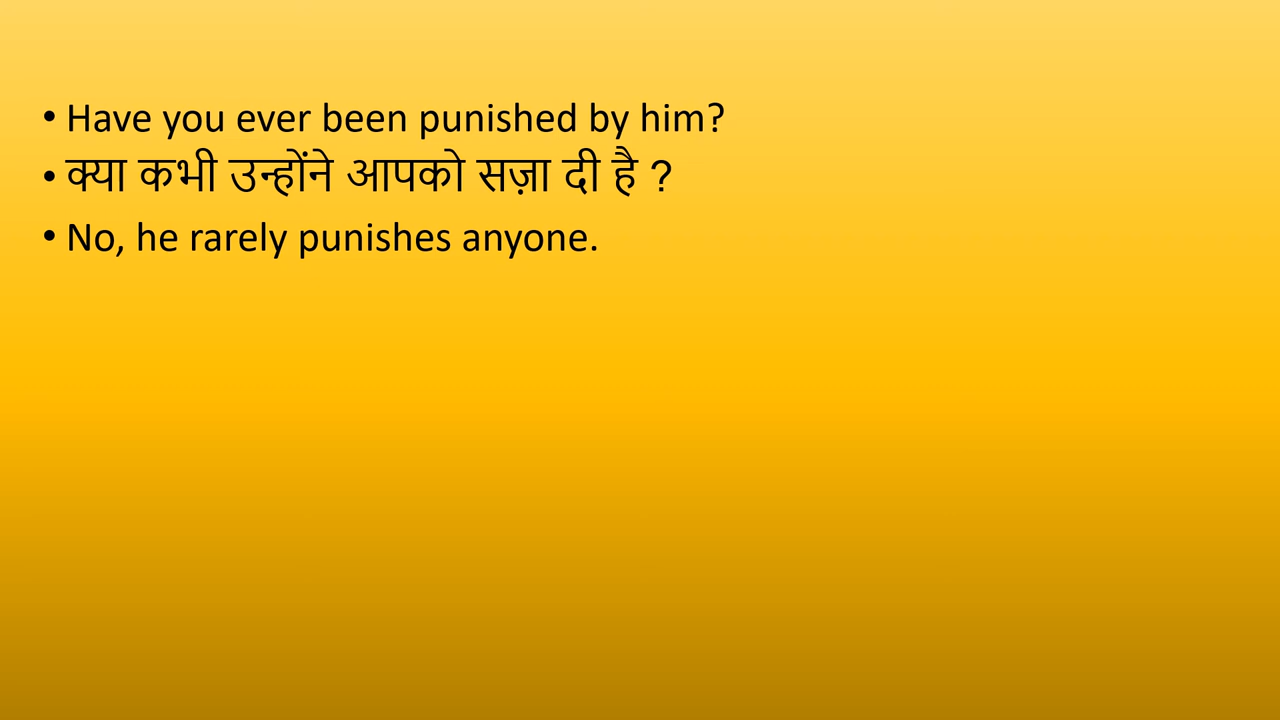 • Have you ever been punished by him?
• क्या कभी उन्होंने आपको सज़ा दी है ?
• No, he rarely punishes anyone.